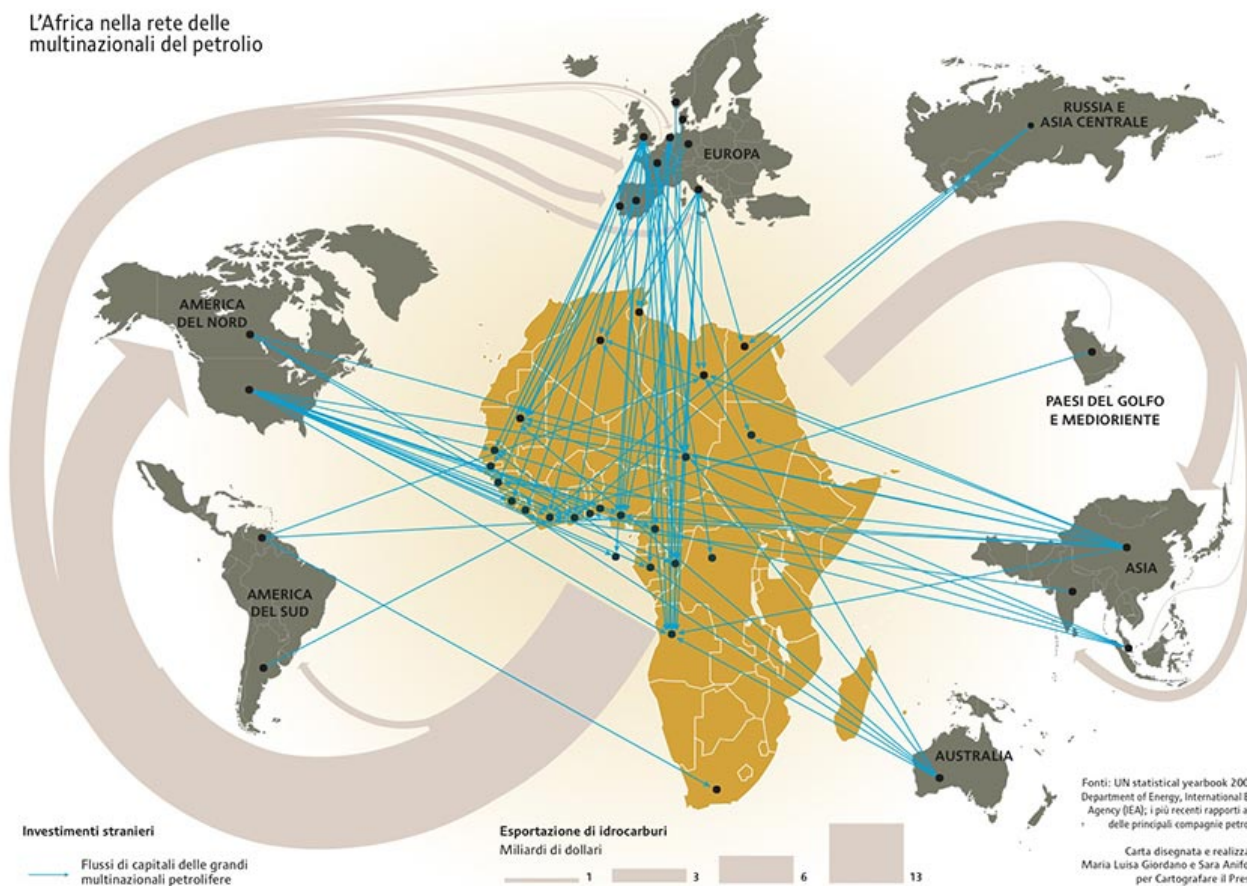 L'Africa nella rete delle
multinazionali del petrolio
RUSSIA E
ASIA CENTRALE
EUROPA
AMERICA
DEL NORD
PAESI DEL GOLFO
E MEDIORIENTE
ASIA
AMERICA
DEL SUD
AUSTRALIA
Investimenti stranieri
Flussi di capitali delle grandi
multinazionali petrolifere
Esportazione di idrocarburi
Miliardi di dollari
1
3
6
13
Fonti: UN statistical yearbook
Department of Energy, International
Agency (IEA); i più recenti rapporti
delle principali compagnie
Carta disegnata e
Maria Luisa Giordano e Sara
per Cartografare il